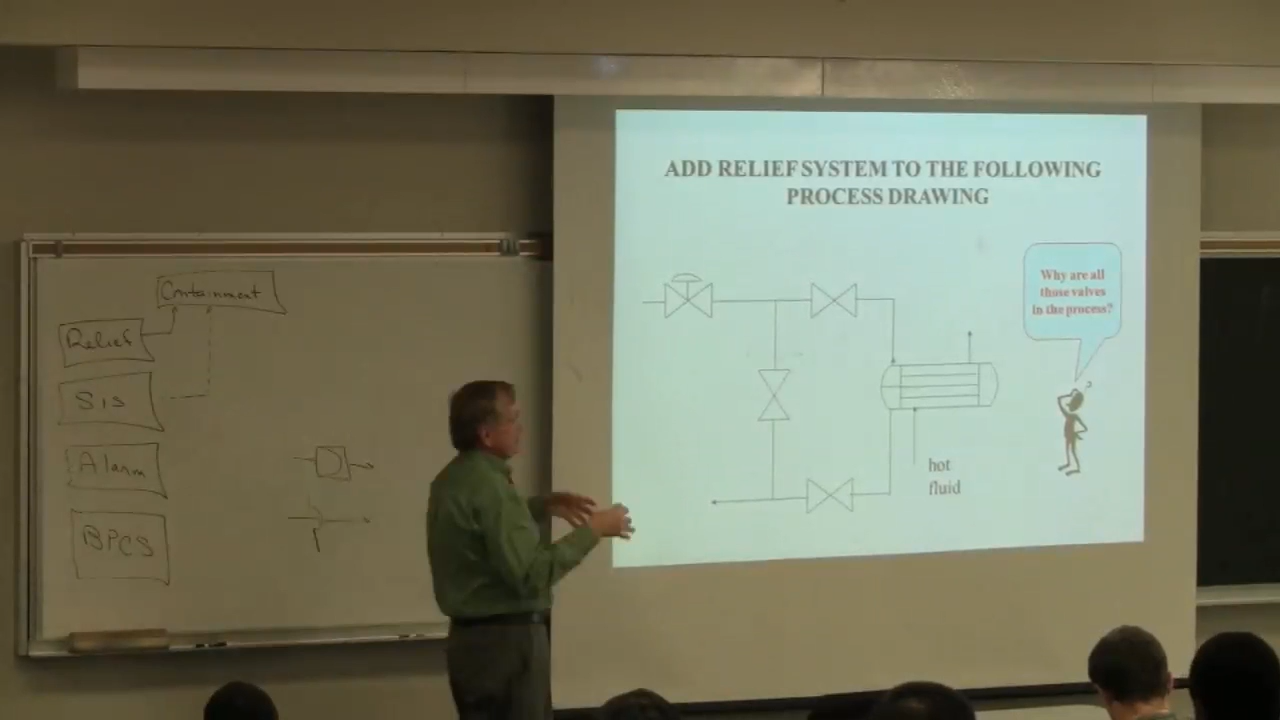 Containment
Relief
SIS
Alarm
BPCS
ADD RELIEF SYSTEM TO THE FOLLOWING
PROCESS DRAWING
Why are all
those valves
in the process?
hot
fluid